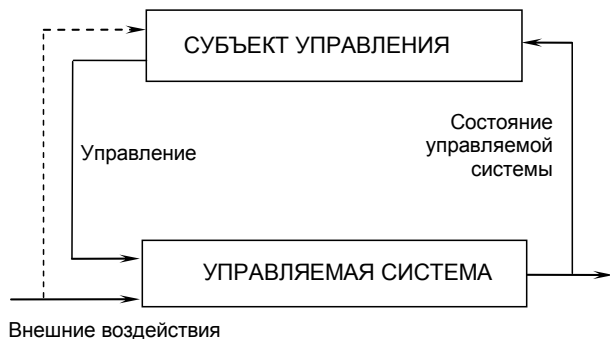 СУБЪЕКТ УПРАВЛЕНИЯ
Управление
Состояние
управляемой
системы
УПРАВЛЯЕМАЯ СИСТЕМА
Внешние воздействия